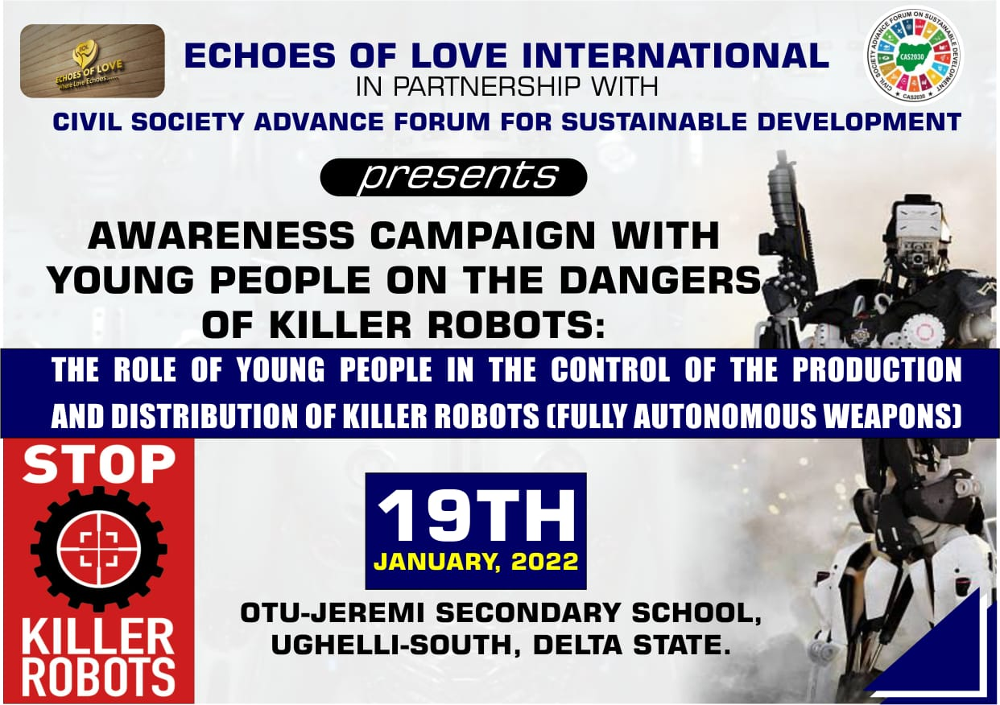 EOL
ECHOES OF LOVE
Where Love Echoes......
ECHOES OF LOVE INTERNATIONAL
IN PARTNERSHIP WITH
CIVIL SOCIETY ADVANCE FORUM FOR SUSTAINABLE DEVELOPMENT
CIVIL SOCIETY ADVANCE FORUM ON SUSTAINABLE DEVELOPMENT
CAS2030
CAS2030
presents
AWARENESS CAMPAIGN WITH
YOUNG PEOPLE ON THE DANGERS
OF KILLER ROBOTS:
THE ROLE OF YOUNG PEOPLE IN THE CONTROL OF THE PRODUCTION
AND DISTRIBUTION OF KILLER ROBOTS (FULLY AUTONOMOUS WEAPONS)
STOP
KILLER
ROBOTS
19TH
JANUARY, 2022
OTU-JEREMI SECONDARY SCHOOL,
UGHELLI-SOUTH, DELTA STATE.